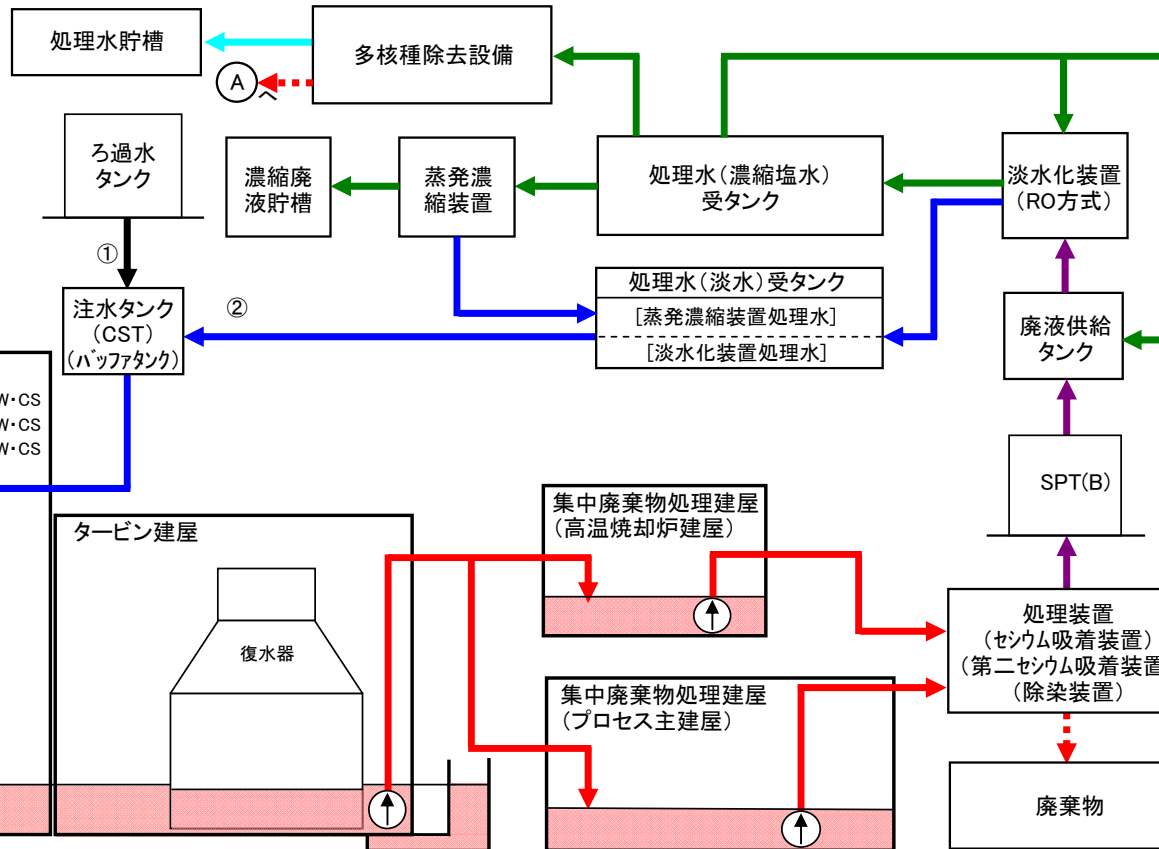 処理水貯槽
多核種除去設備
A
へ
ろ過水
タンク
濃縮廃
液貯槽
蒸発濃
縮装置
処理水(濃縮塩水)
受タンク
淡水化装置
(RO方式)
①
注水タンク
(CST)
(バッファタンク)
②
処理水(淡水)受タンク
[蒸発濃縮装置処理水]
[淡水化装置処理水]
廃液供給
タンク
W・CS
W・CS
W・CS
SPT(B)
タービン建屋
復水器
集中廃棄物処理建屋
(高温焼却炉建屋)
集中廃棄物処理建屋
(プロセス主建屋)
処理装置
(セシウム吸着装置)
(第二セシウム吸着装置
(除染装置)
廃棄物